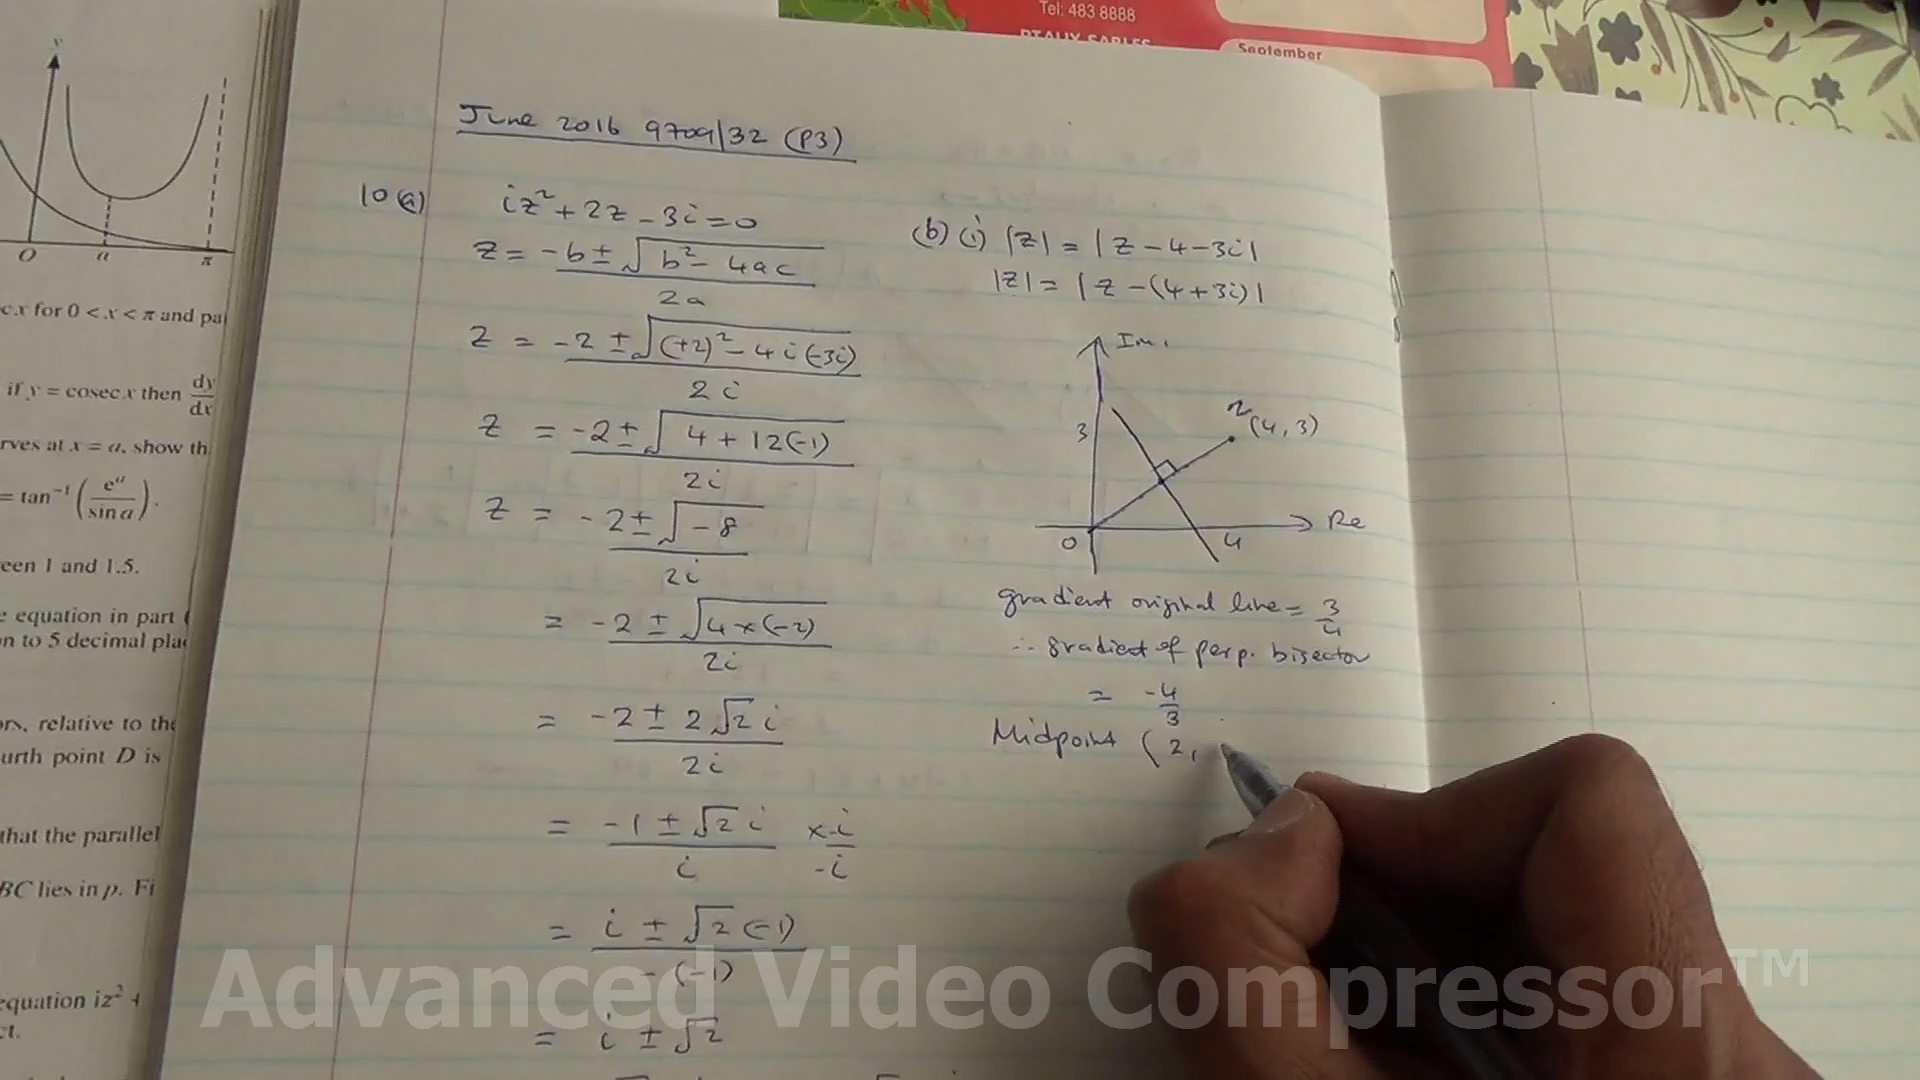 Tel: 483 8888
September
y
O a π
c.x for 0 < x < π and
if y = cosec x then dy/dx
rves at x = a, show th
= tan⁻¹(eᵃ/sin a).
een 1 and 1.5.
e equation in part
n to 5 decimal
ors, relative to the
urth point D is
that the parallel
BC lies in p. Fi
equation iz² +
ct.
June 2016 9709/32 (P3)
10(a) iz² + 2z - 3i = 0
z = -b ± √(b² - 4ac) / 2a
z = -2 ± √((+2)² - 4i(-3i)) / 2i
z = -2 ± √(4 + 12(-1)) / 2i
z = -2 ± √(-8) / 2i
= -2 ± √(4×(-2)) / 2i
= -2 ± 2√2 i / 2i
= -1 ± √2 i / i × -i / -i
= i ± √2(-1) / -(-1)
= i ± √2
(b)(i) |z| = |z - 4 - 3i|
|z| = |z - (4 + 3i)|
Im.
3
(4, 3)
O 4 Re
gradient original line = 3/4
∴ gradient of perp. bisector
= -4/3
Midpoint (2,
Advanced Video Compressor™